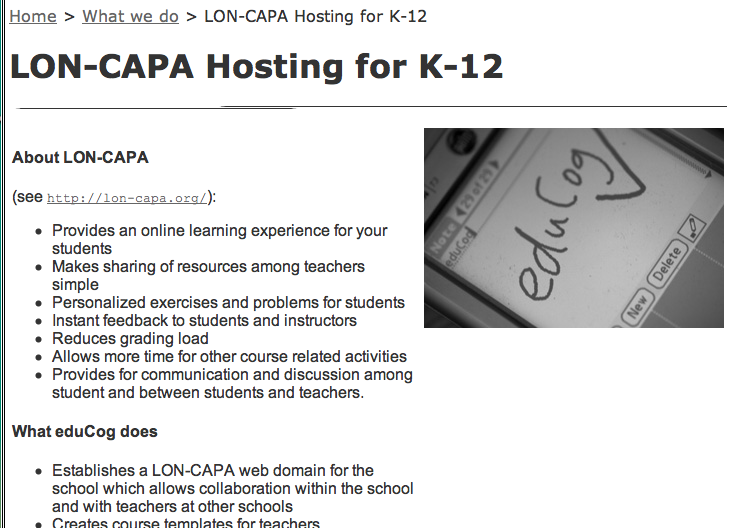 Home > What we do > LON-CAPA Hosting for K-12
LON-CAPA Hosting for K-12
About LON-CAPA
(see http://lon-capa.org/):
• Provides an online learning experience for your
students
• Makes sharing of resources among teachers
simple
• Personalized exercises and problems for students
• Instant feedback to students and instructors
• Reduces grading load
• Allows more time for other course related activities
• Provides for communication and discussion among
student and between students and teachers.
What eduCog does
• Establishes a LON-CAPA web domain for the
school which allows collaboration within the school
and with teachers at other schools
• Creates course templates for teachers
29 of 29
Note
eduCog
eduCog
New
Delete